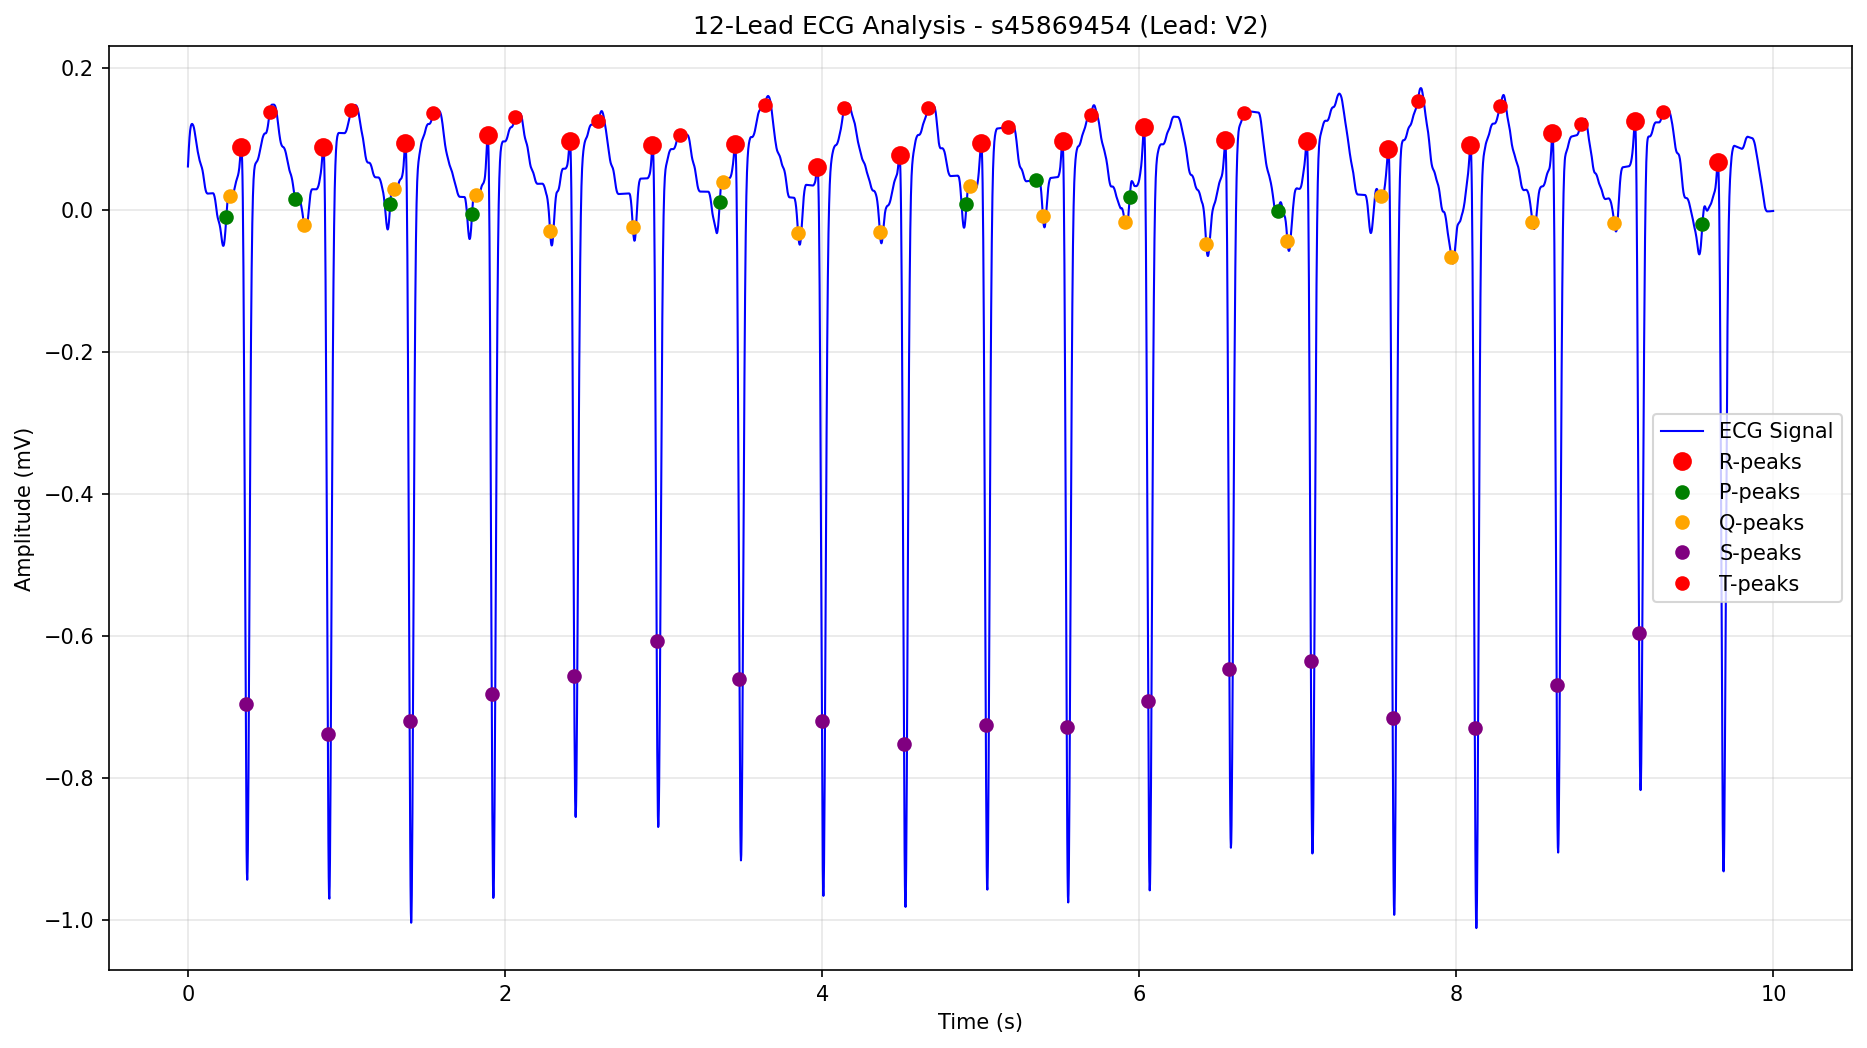 12-Lead ECG Analysis - s45869454 (Lead: V2)
Amplitude (mV)
0.2
0.0
−0.2
−0.4
−0.6
−0.8
−1.0
ECG Signal
R-peaks
P-peaks
Q-peaks
S-peaks
T-peaks
0 2 4 6 8 10
Time (s)